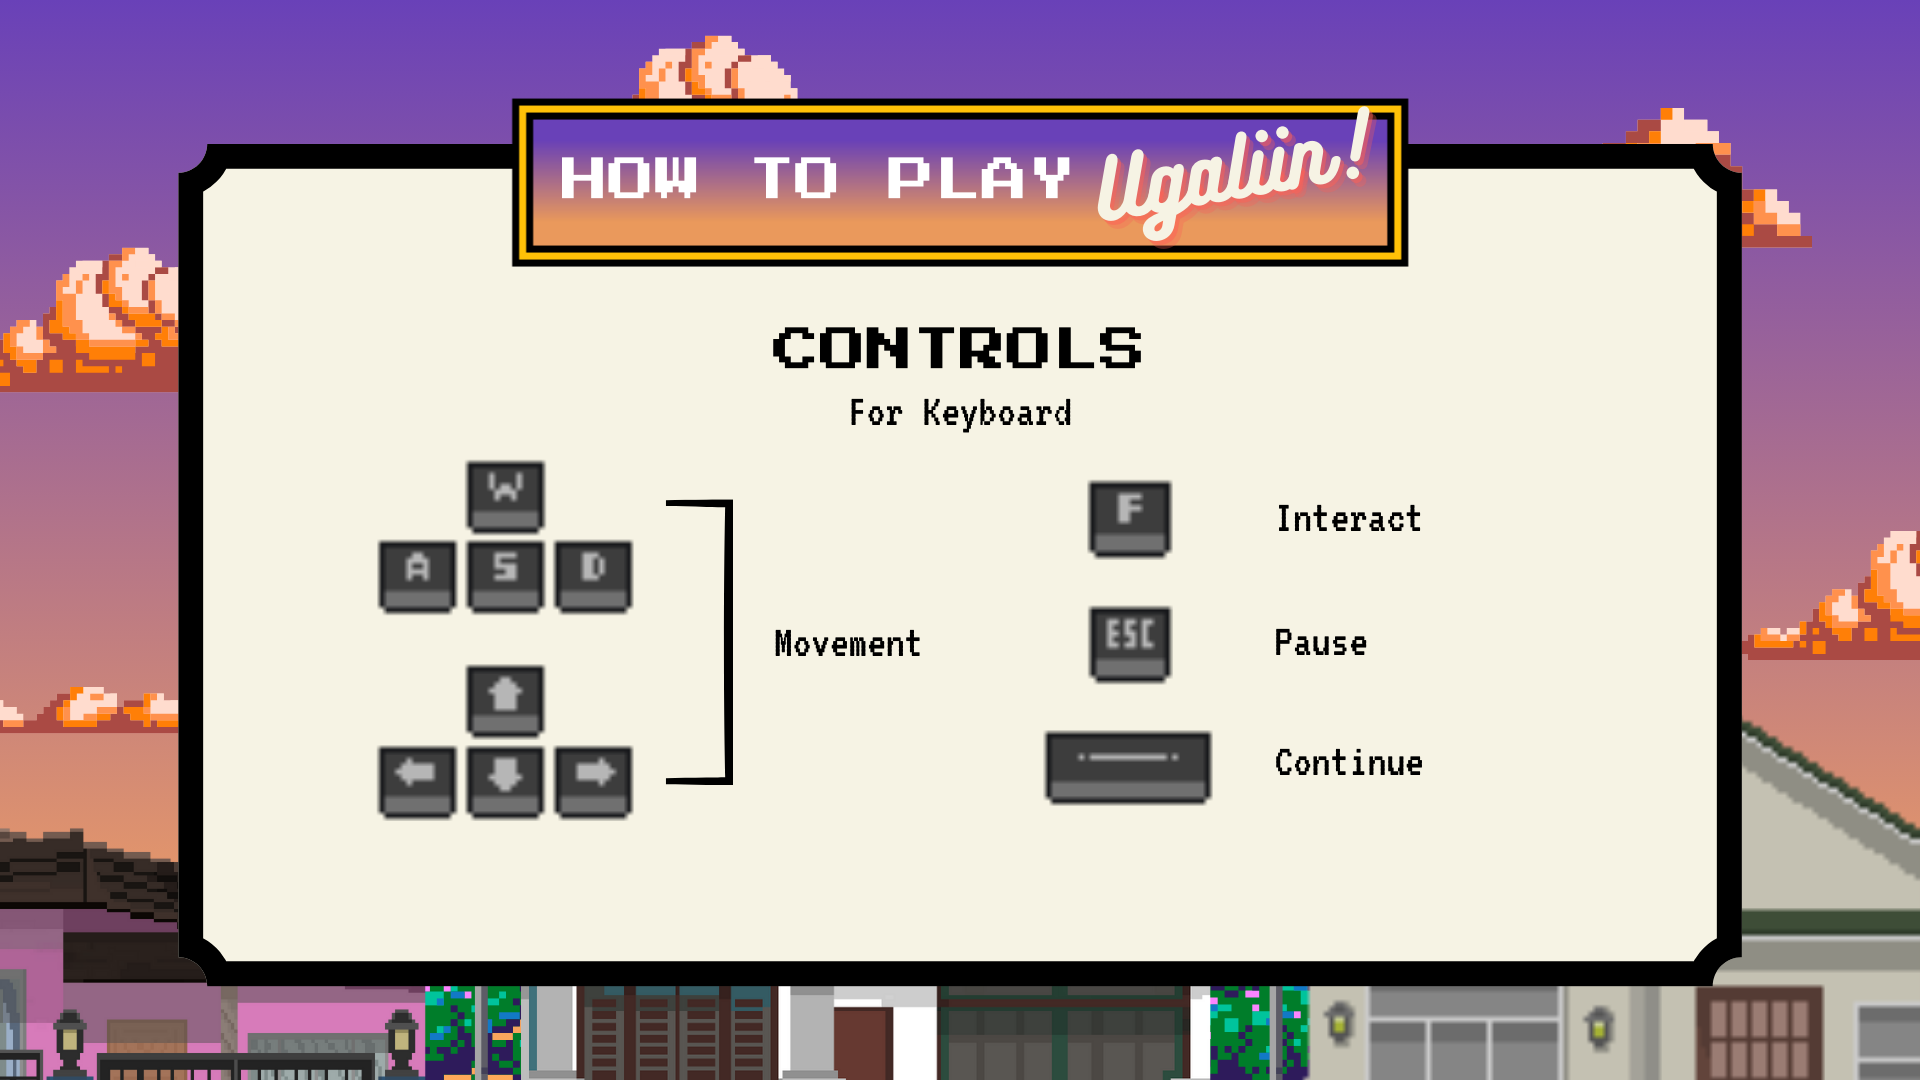 HOW TO PLAY Ugaliin!
CONTROLS
For Keyboard
W
A S D
Movement
F Interact
ESC Pause
Continue